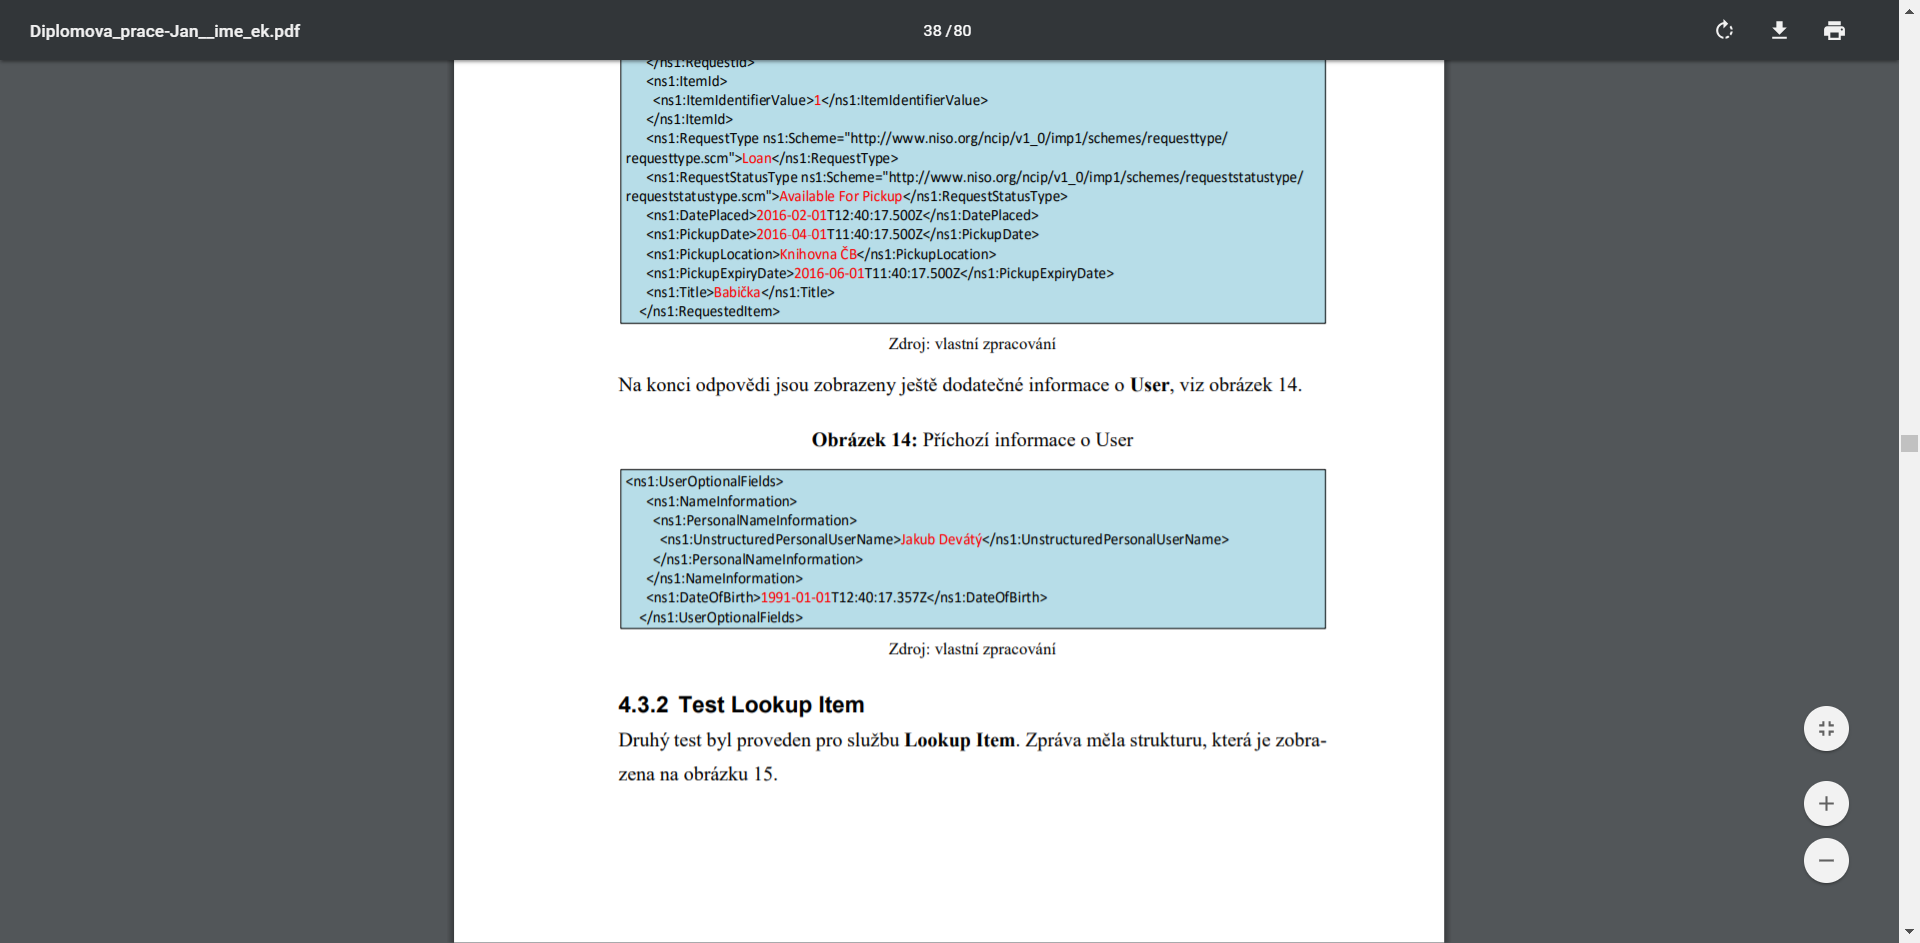 Diplomova_prace-Jan__ime_ek.pdf
38 / 80
</ns1:RequestId>
<ns1:ItemId>
<ns1:ItemIdentifierValue>1</ns1:ItemIdentifierValue>
</ns1:ItemId>
<ns1:RequestType ns1:Scheme="http://www.niso.org/ncip/v1_0/imp1/schemes/requesttype/
requesttype.scm">Loan</ns1:RequestType>
<ns1:RequestStatusType ns1:Scheme="http://www.niso.org/ncip/v1_0/imp1/schemes/requeststatustype/
requeststatustype.scm">Available For Pickup</ns1:RequestStatusType>
<ns1:DatePlaced>2016-02-01T12:40:17.500Z</ns1:DatePlaced>
<ns1:PickupDate>2016-04-01T11:40:17.500Z</ns1:PickupDate>
<ns1:PickupLocation>Knihovna ČB</ns1:PickupLocation>
<ns1:PickupExpiryDate>2016-06-01T11:40:17.500Z</ns1:PickupExpiryDate>
<ns1:Title>Babička</ns1:Title>
</ns1:RequestedItem>
Zdroj: vlastní zpracování
Na konci odpovědi jsou zobrazeny ještě dodatečné informace o User, viz obrázek 14.
Obrázek 14: Příchozí informace o User
<ns1:UserOptionalFields>
<ns1:NameInformation>
<ns1:PersonalNameInformation>
<ns1:UnstructuredPersonalUserName>Jakub Devátý</ns1:UnstructuredPersonalUserName>
</ns1:PersonalNameInformation>
</ns1:NameInformation>
<ns1:DateOfBirth>1991-01-01T12:40:17.357Z</ns1:DateOfBirth>
</ns1:UserOptionalFields>
Zdroj: vlastní zpracování
4.3.2 Test Lookup Item
Druhý test byl proveden pro službu Lookup Item. Zpráva měla strukturu, která je zobra-
zena na obrázku 15.